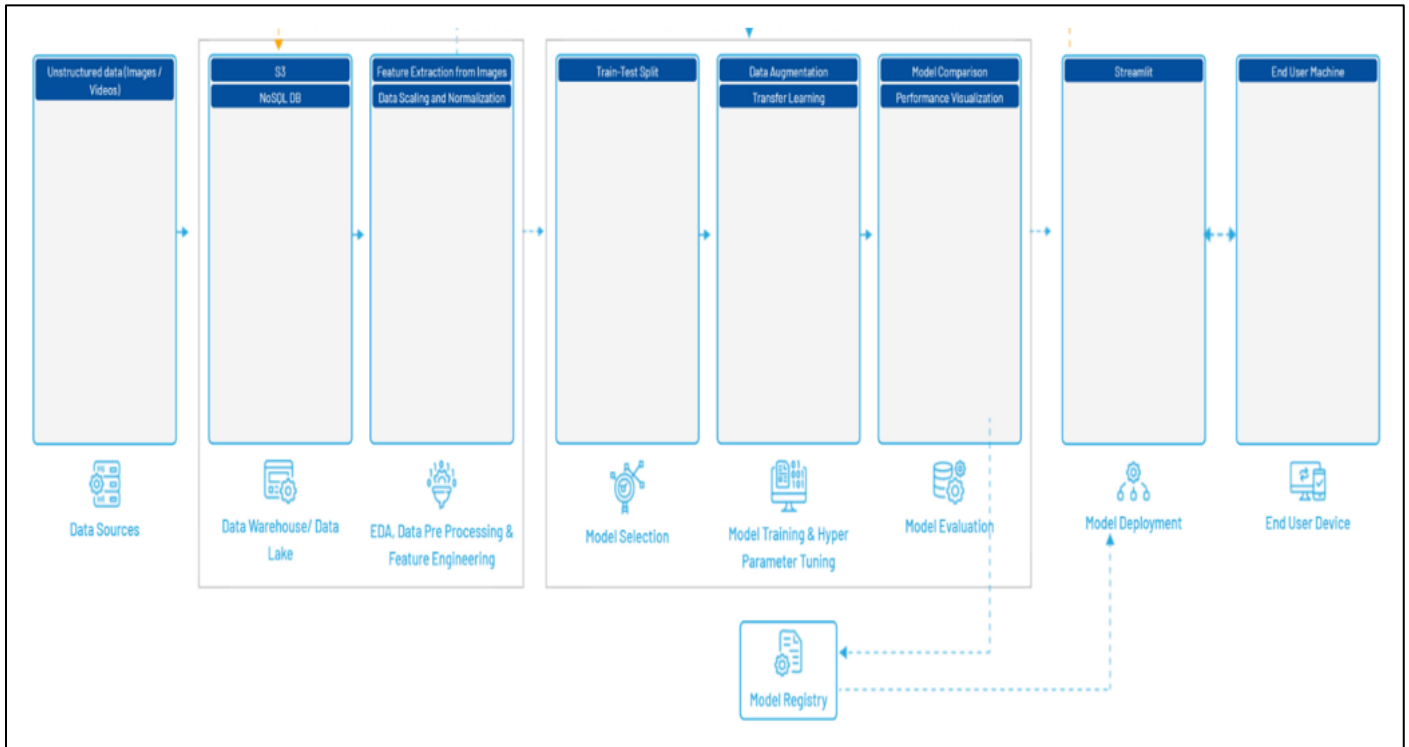 Unstructured data (Images /
Videos)
S3
NoSQL DB
Feature Extraction from Images
Data Scaling and Normalization
Train-Test Split
Data Augmentation
Transfer Learning
Model Comparison
Performance Visualization
Streamlit
End User Machine
Data Sources
Data Warehouse/ Data
Lake
EDA, Data Pre Processing &
Feature Engineering
Model Selection
Model Training & Hyper
Parameter Tuning
Model Evaluation
Model Deployment
End User Device
Model Registry